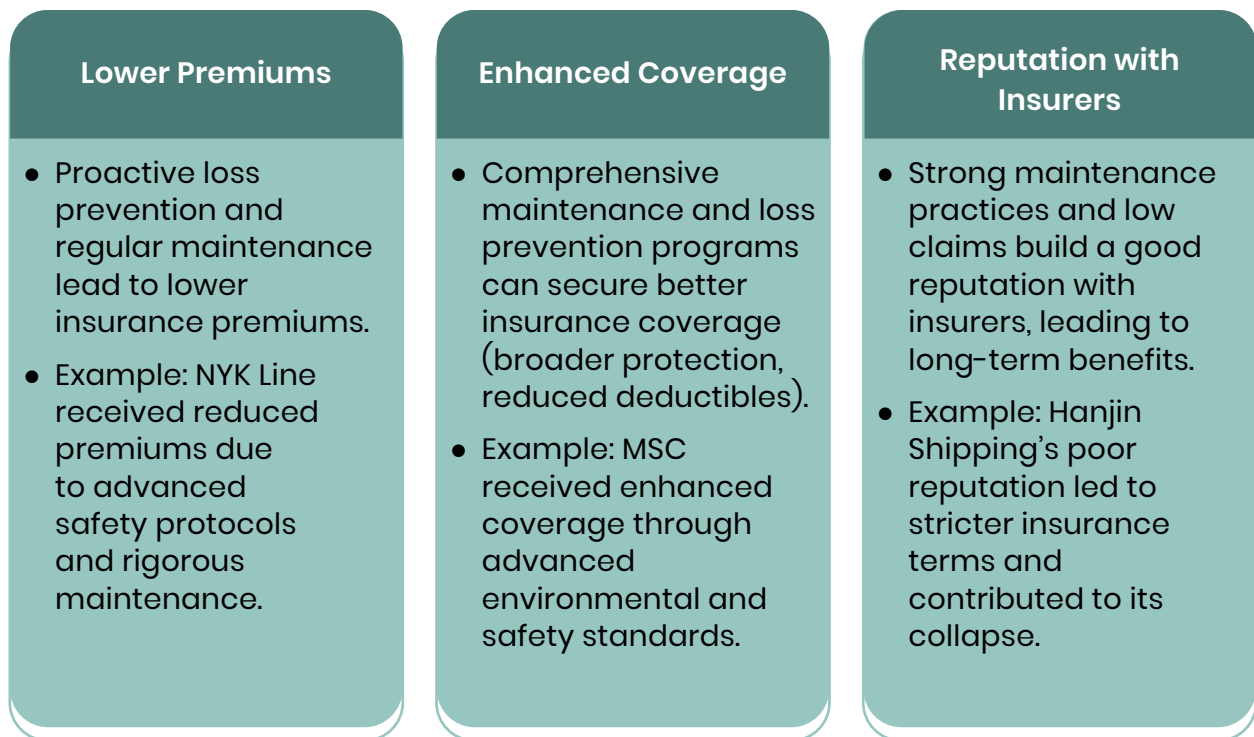 Lower Premiums
● Proactive loss
prevention and
regular maintenance
lead to lower
insurance premiums.
● Example: NYK Line
received reduced
premiums due
to advanced
safety protocols
and rigorous
maintenance.
Enhanced Coverage
● Comprehensive
maintenance and loss
prevention programs
can secure better
insurance coverage
(broader protection,
reduced deductibles).
● Example: MSC
received enhanced
coverage through
advanced
environmental and
safety standards.
Reputation with
Insurers
● Strong maintenance
practices and low
claims build a good
reputation with
insurers, leading to
long-term benefits.
● Example: Hanjin
Shipping’s poor
reputation led to
stricter insurance
terms and
contributed to its
collapse.